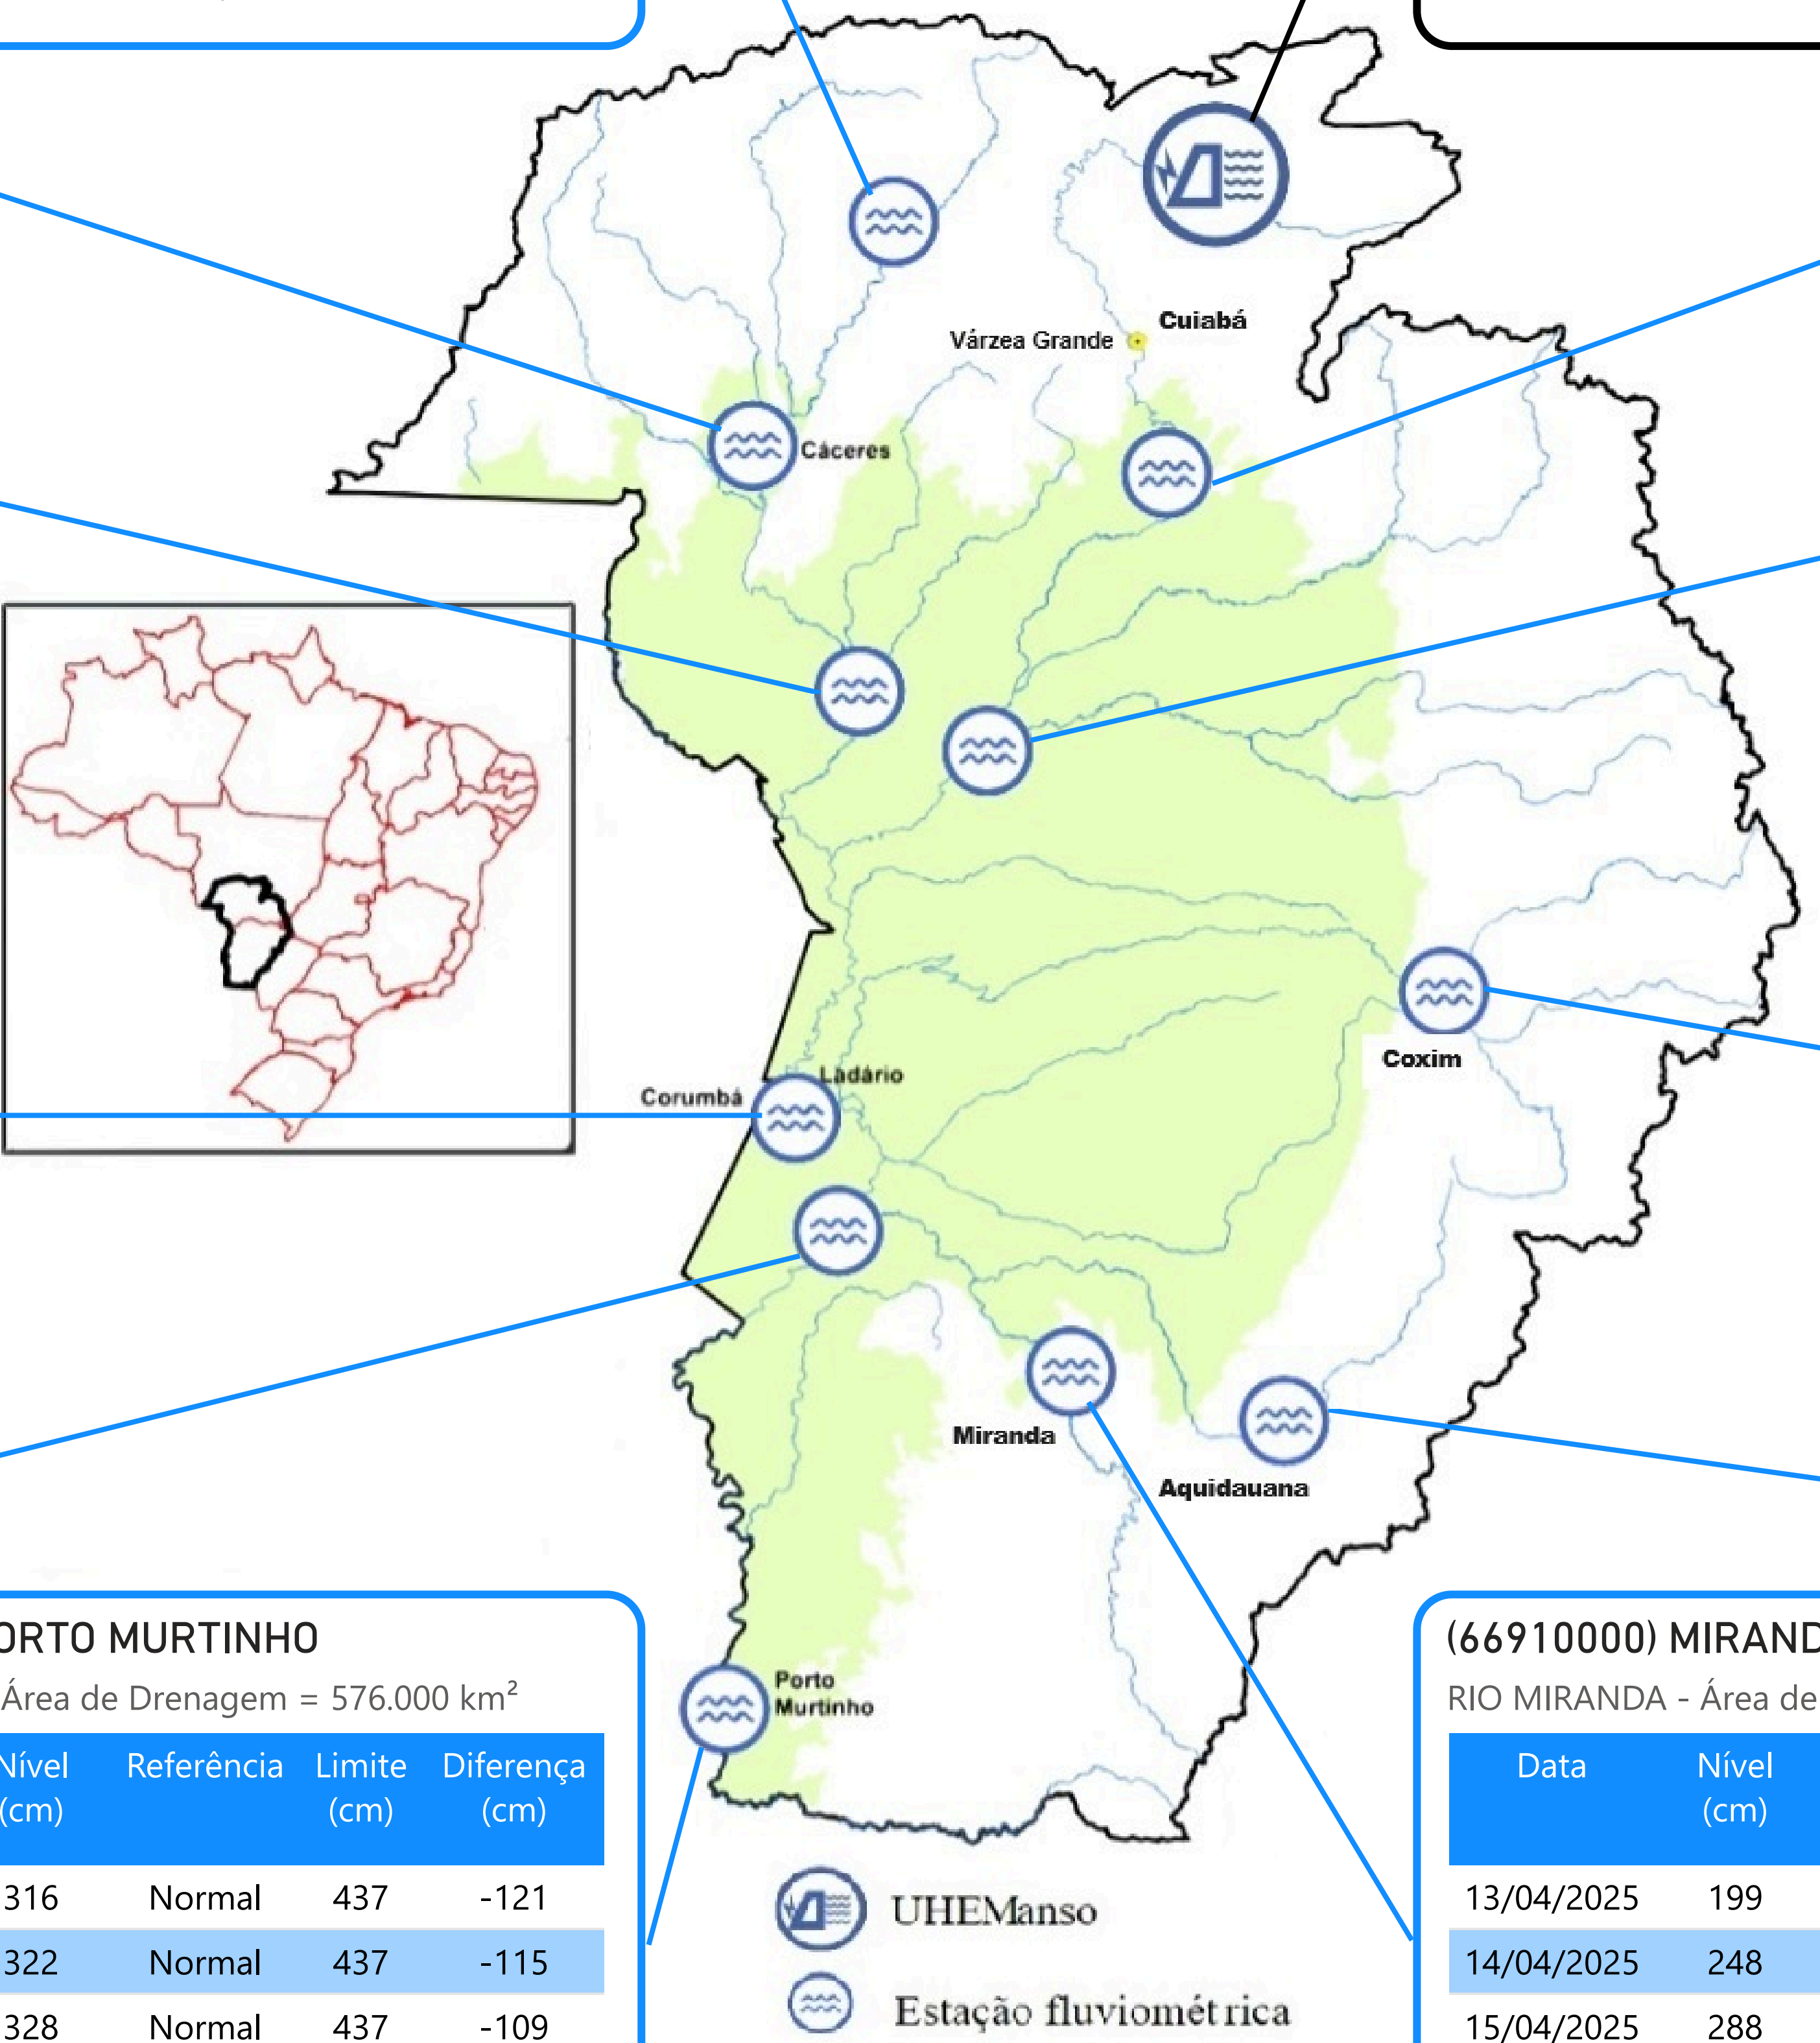 Cuiabá
Várzea Grande
Cáceres
Coxim
Ladário
Corumbá
Miranda
Aquidauana
Porto
Murtinho
ORTO MURTINHO
Área de Drenagem = 576.000 km²
Nível Referência Limite Diferença
(cm) (cm) (cm)
316 Normal 437 -121
322 Normal 437 -115
328 Normal 437 -109
UHEManso
Estação fluviométrica
(66910000) MIRAND
RIO MIRANDA - Área de
Data Nível
(cm)
13/04/2025 199
14/04/2025 248
15/04/2025 288